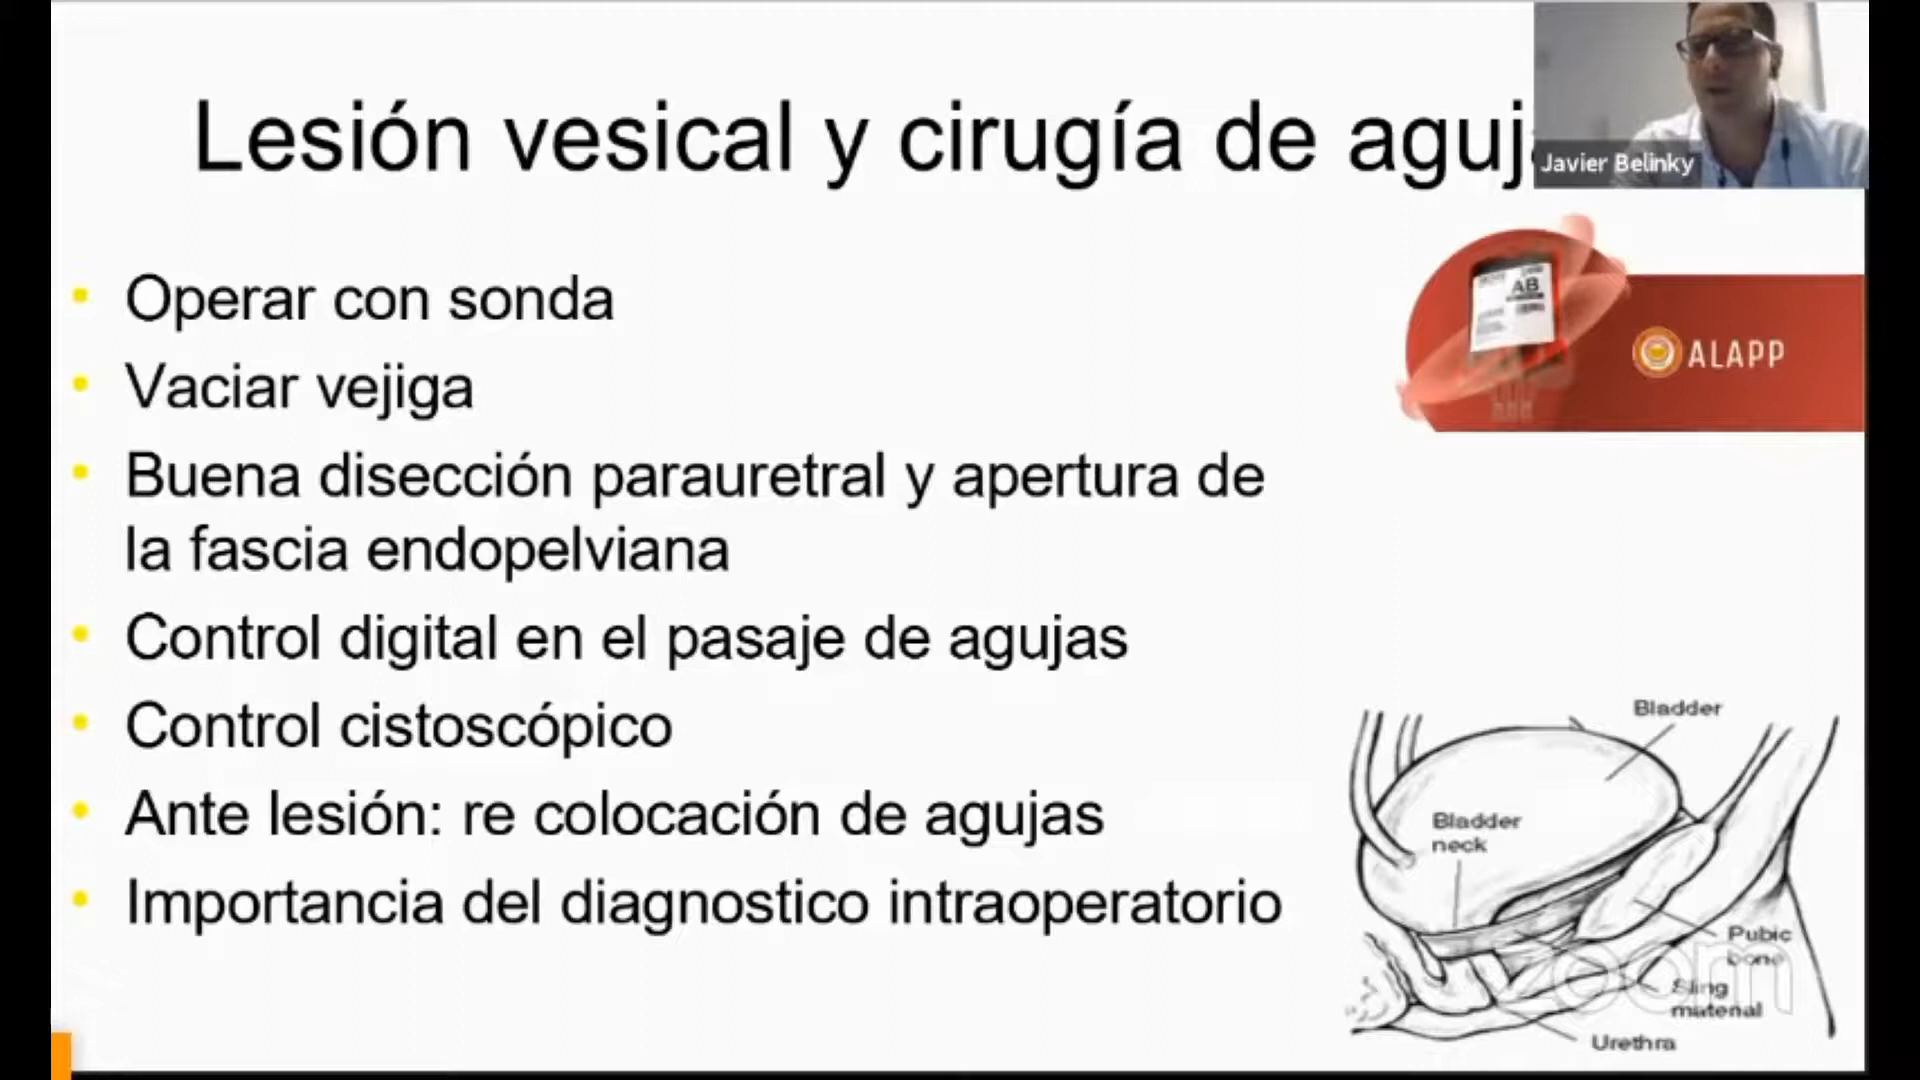 Lesión vesical y cirugía de aguj
Javier Belinky
AB
ALAPP
Operar con sonda
Vaciar vejiga
Buena disección parauretral y apertura de
la fascia endopelviana
Control digital en el pasaje de agujas
Control cistoscópico
Ante lesión: re colocación de agujas
Importancia del diagnostico intraoperatorio
Bladder
Bladder
neck
Pubic
bone
Sling
material
Urethra
zoom